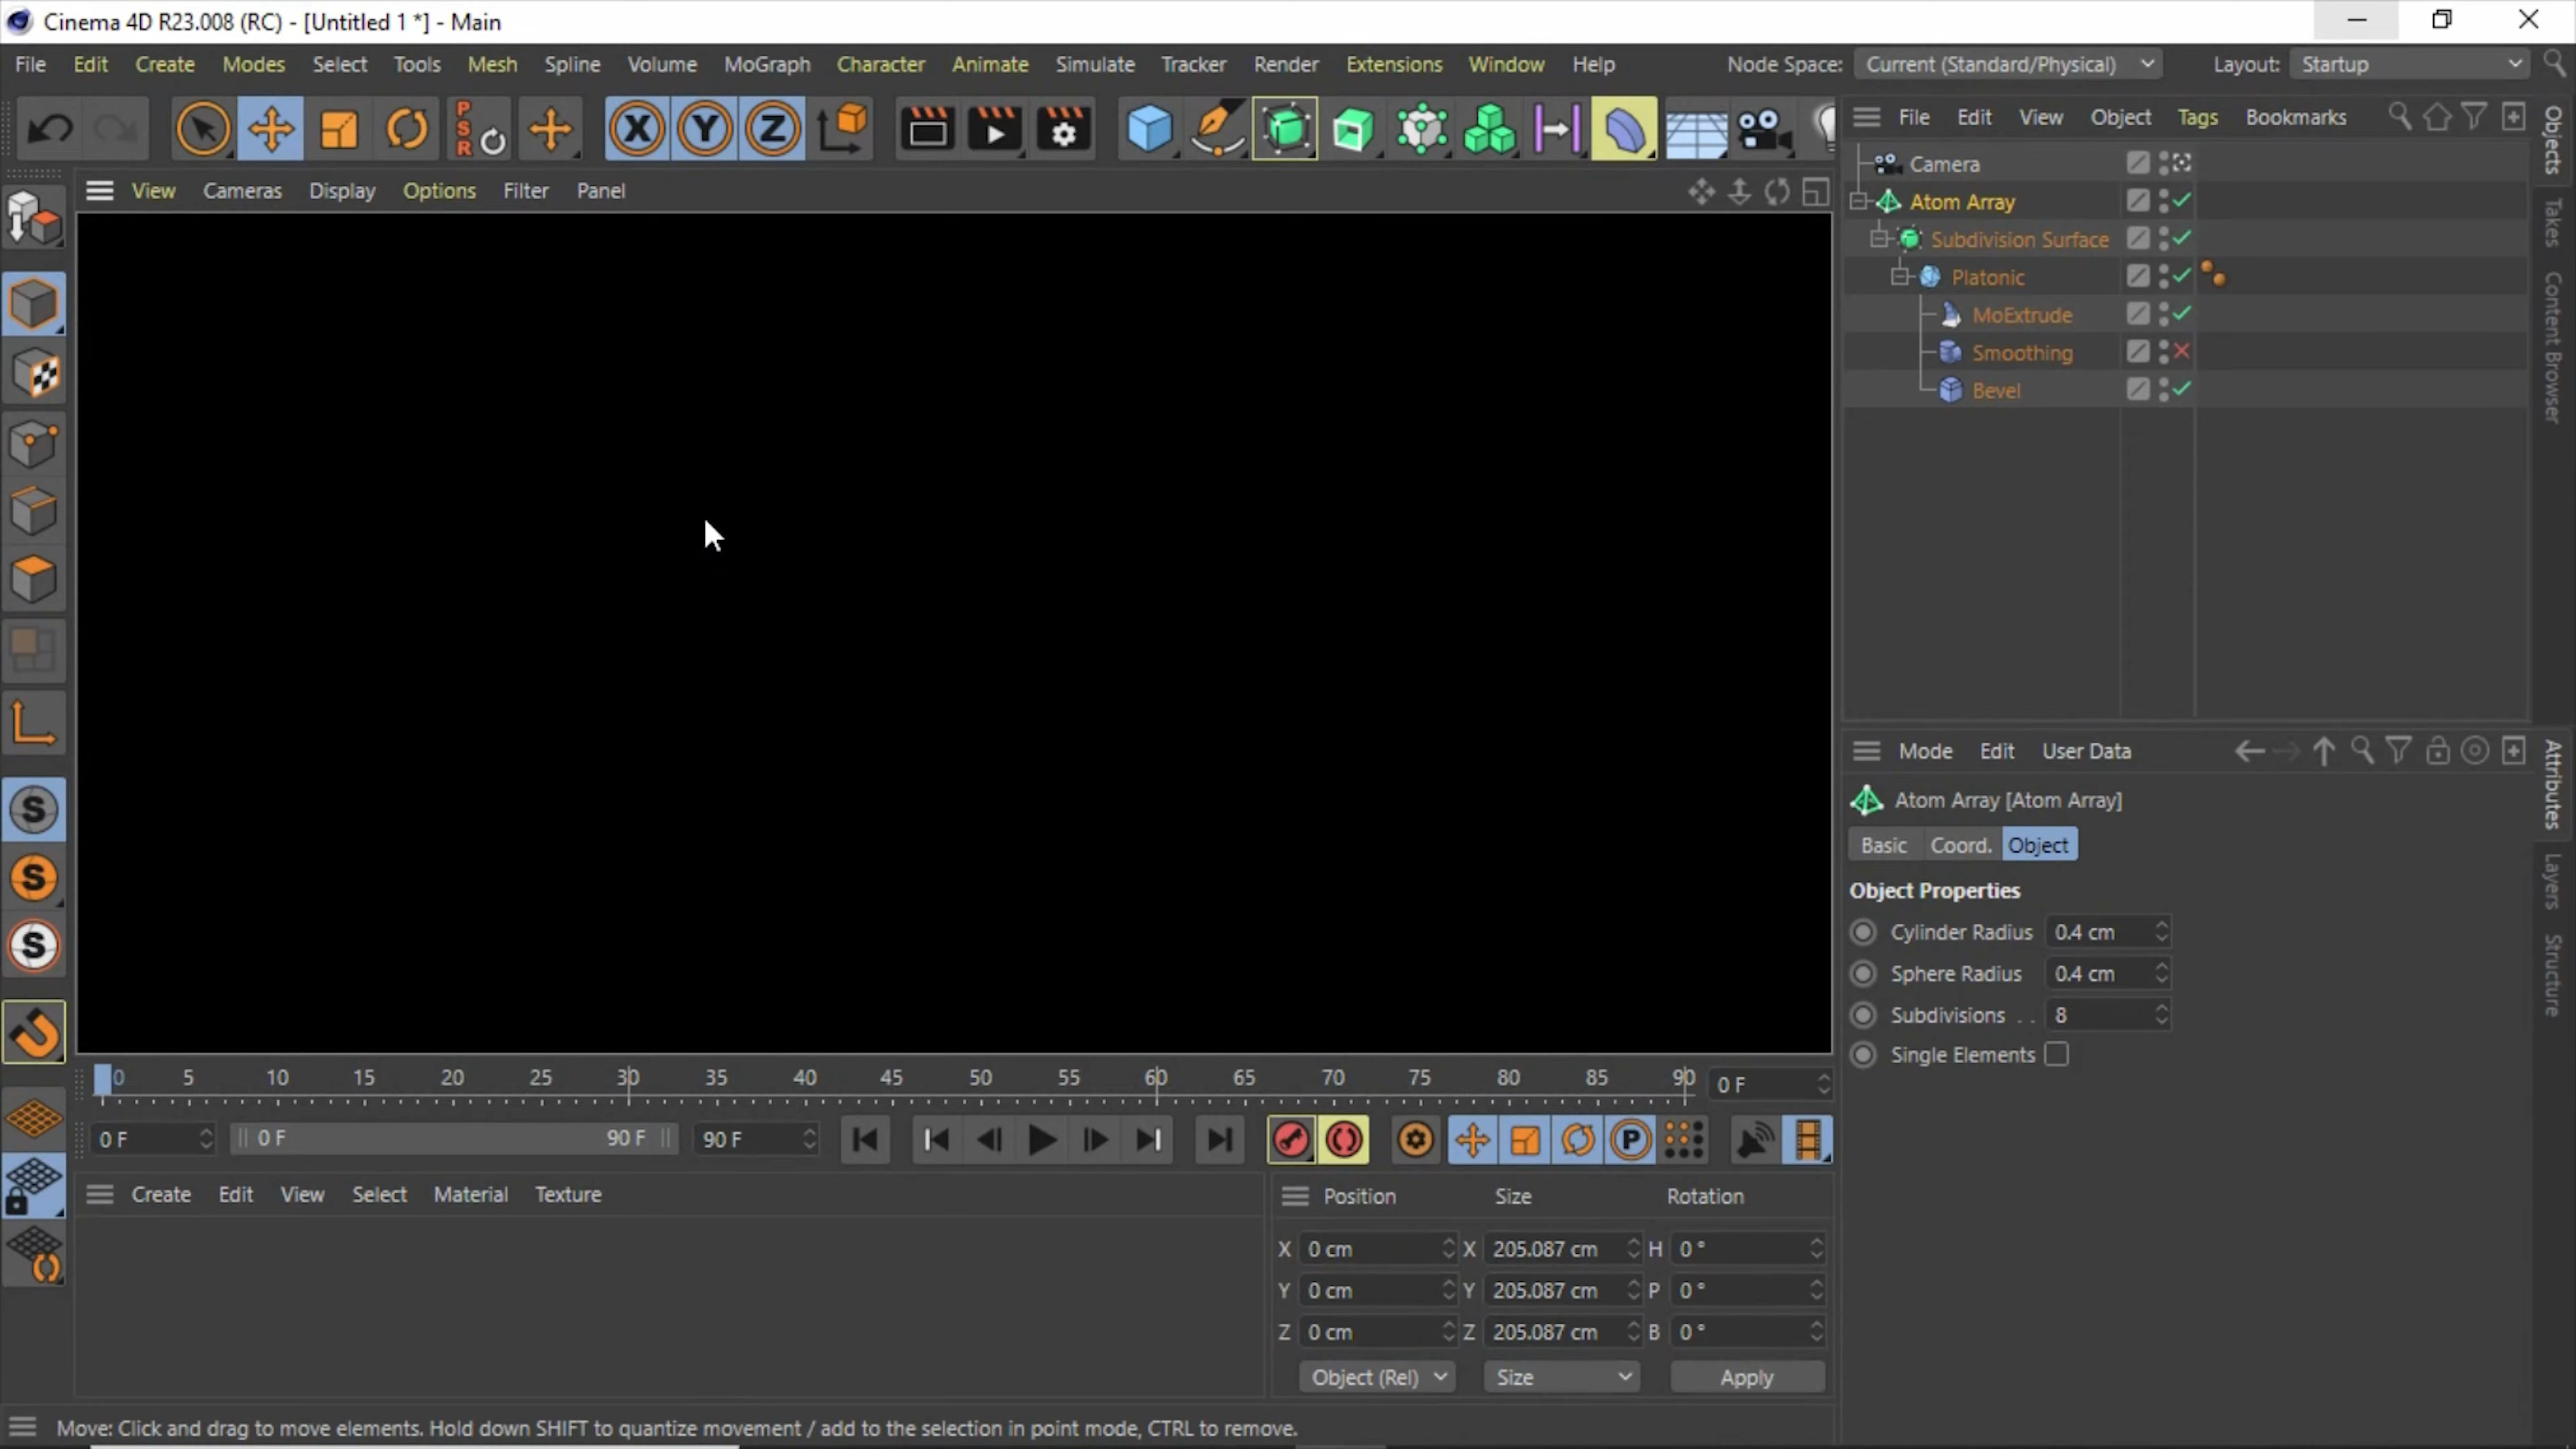 Cinema 4D R23.008 (RC) - [Untitled 1 *] - Main
File Edit Create Modes Select Tools Mesh Spline Volume MoGraph Character Animate Simulate Tracker Render Extensions Window Help Node Space: Current (Standard/Physical) Layout: Startup
P
S
R
X Y Z
File Edit View Object Tags Bookmarks
Objects
Takes
Content Browser
View Cameras Display Options Filter Panel
Camera
Atom Array
Subdivision Surface
Platonic
MoExtrude
Smoothing
Bevel
S
S
S
Mode Edit User Data
Attributes
Layers
Structure
Atom Array [Atom Array]
Basic Coord. Object
Object Properties
Cylinder Radius 0.4 cm
Sphere Radius 0.4 cm
Subdivisions . . 8
Single Elements
0 5 10 15 20 25 30 35 40 45 50 55 60 65 70 75 80 85 90 0 F
0 F 0 F 90 F 90 F P
Create Edit View Select Material Texture
Position Size Rotation
X 0 cm X 205.087 cm H 0 °
Y 0 cm Y 205.087 cm P 0 °
Z 0 cm Z 205.087 cm B 0 °
Object (Rel) Size Apply
Move: Click and drag to move elements. Hold down SHIFT to quantize movement / add to the selection in point mode, CTRL to remove.